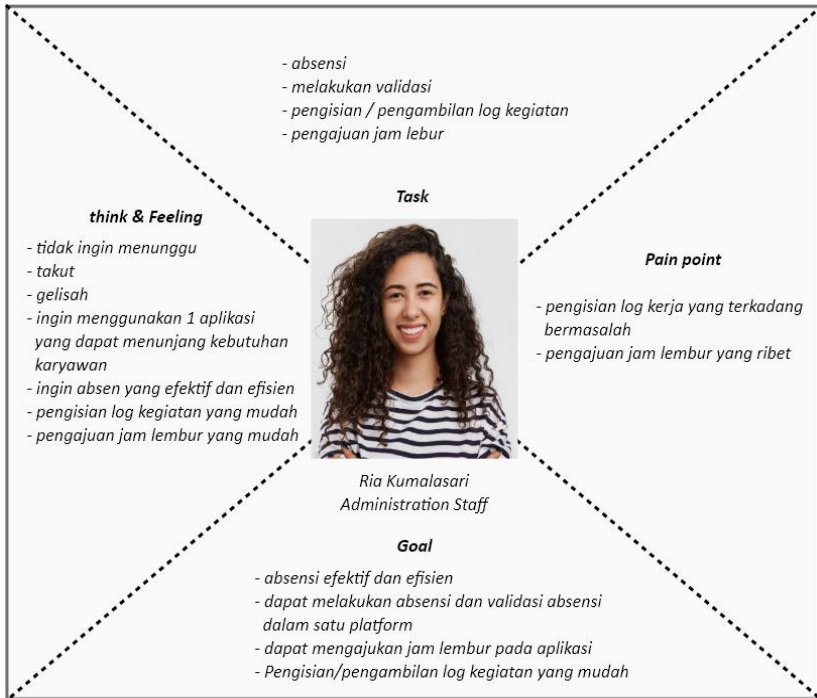 - absensi
- melakukan validasi
- pengisian / pengambilan log kegiatan
- pengajuan jam lebur
Task
think & Feeling
- tidak ingin menunggu
- takut
- gelisah
- ingin menggunakan 1 aplikasi
yang dapat menunjang kebutuhan
karyawan
- ingin absen yang efektif dan efisien
- pengisian log kegiatan yang mudah
- pengajuan jam lembur yang mudah
Pain point
- pengisian log kerja yang terkadang
bermasalah
- pengajuan jam lembur yang ribet
Ria Kumalasari
Administration Staff
Goal
- absensi efektif dan efisien
- dapat melakukan absensi dan validasi absensi
dalam satu platform
- dapat mengajukan jam lembur pada aplikasi
- Pengisian/pengambilan log kegiatan yang mudah